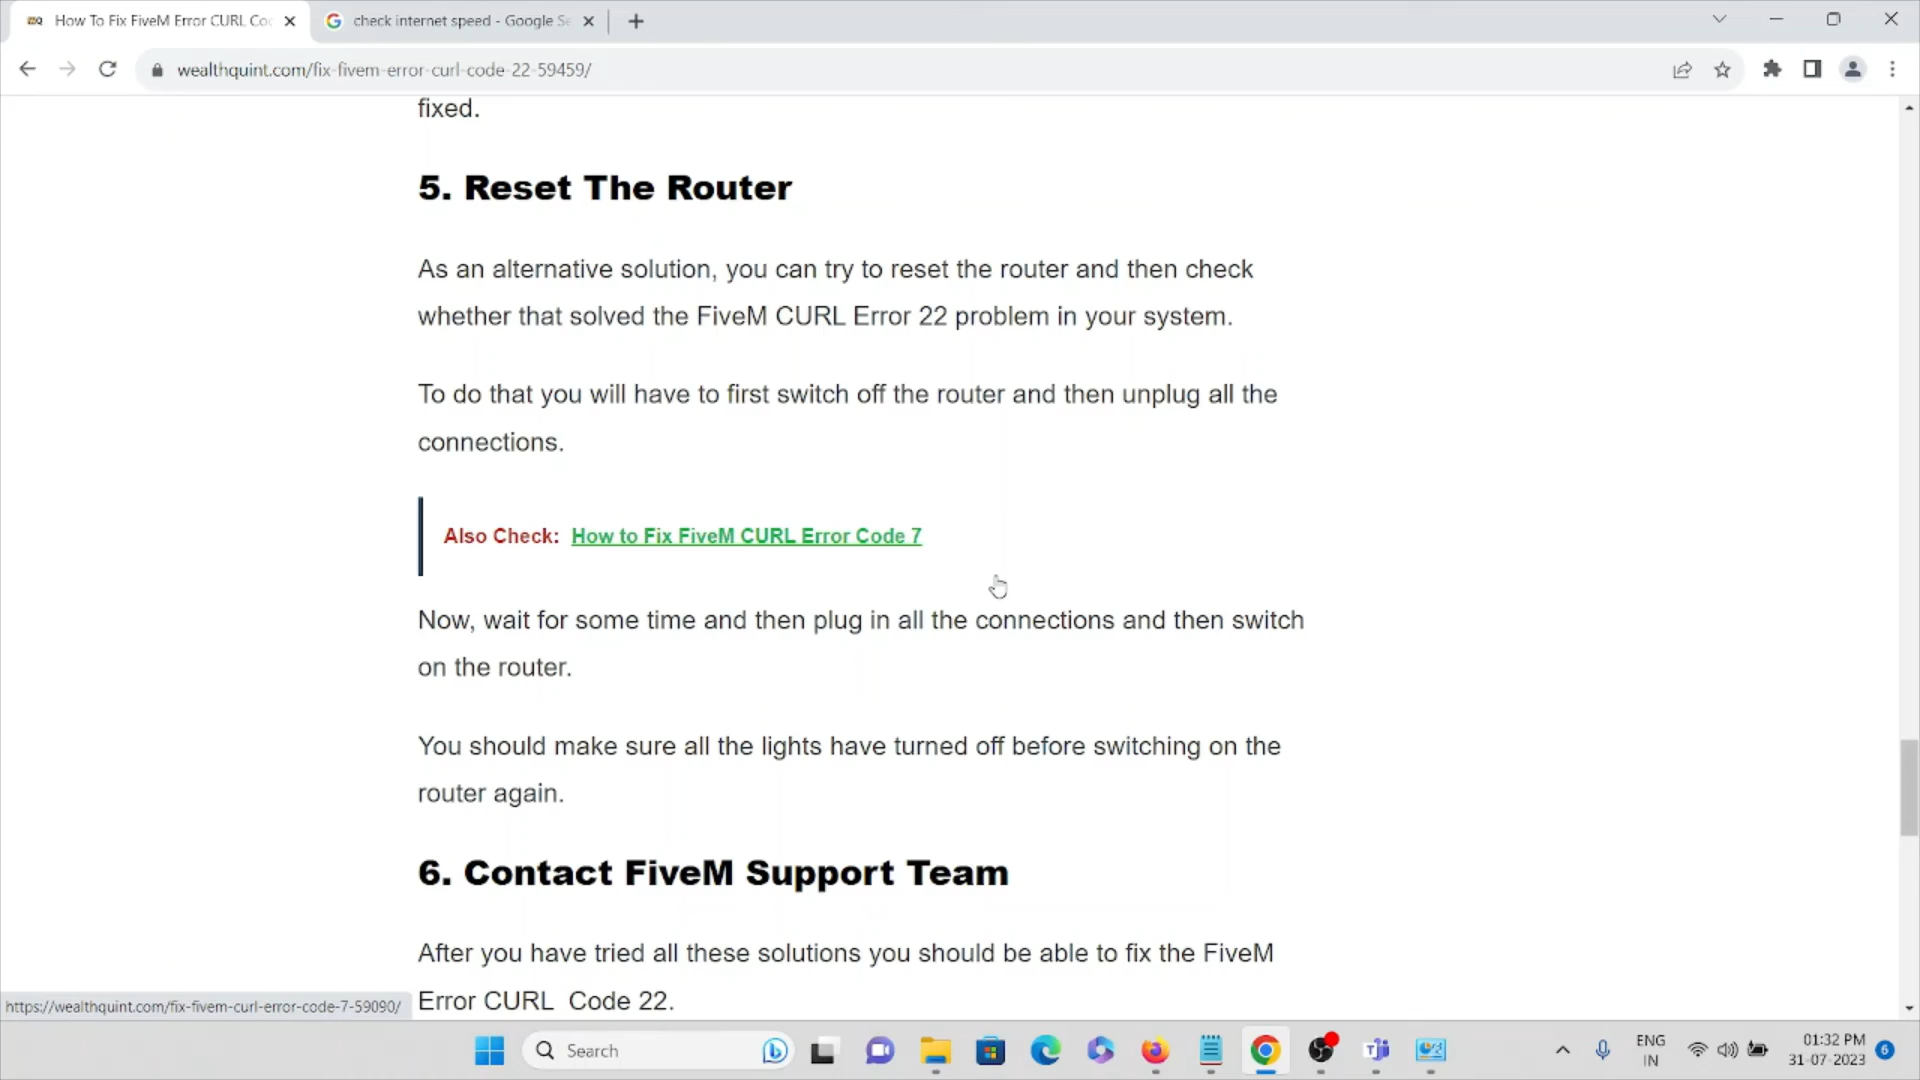 How To Fix FiveM Error CURL Co
check internet speed - Google Se
wealthquint.com/fix-fivem-error-curl-code-22-59459/
fixed.
5. Reset The Router
As an alternative solution, you can try to reset the router and then check
whether that solved the FiveM CURL Error 22 problem in your system.
To do that you will have to first switch off the router and then unplug all the
connections.
Also Check: How to Fix FiveM CURL Error Code 7
Now, wait for some time and then plug in all the connections and then switch
on the router.
You should make sure all the lights have turned off before switching on the
router again.
6. Contact FiveM Support Team
After you have tried all these solutions you should be able to fix the FiveM
Error CURL Code 22.
https://wealthquint.com/fix-fivem-curl-error-code-7-59090/
Search
ENG
IN
01:32 PM
31-07-2023
6